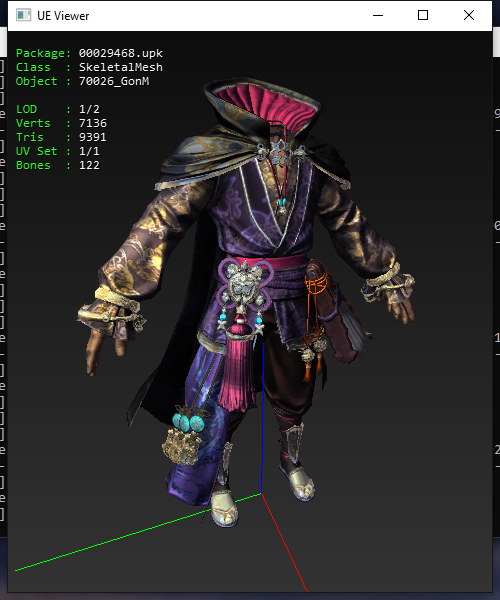 UE Viewer
Package: 00029468.upk
Class : SkeletalMesh
Object : 70026_GonM
LOD : 1/2
Verts : 7136
Tris : 9391
UV Set : 1/1
Bones : 122